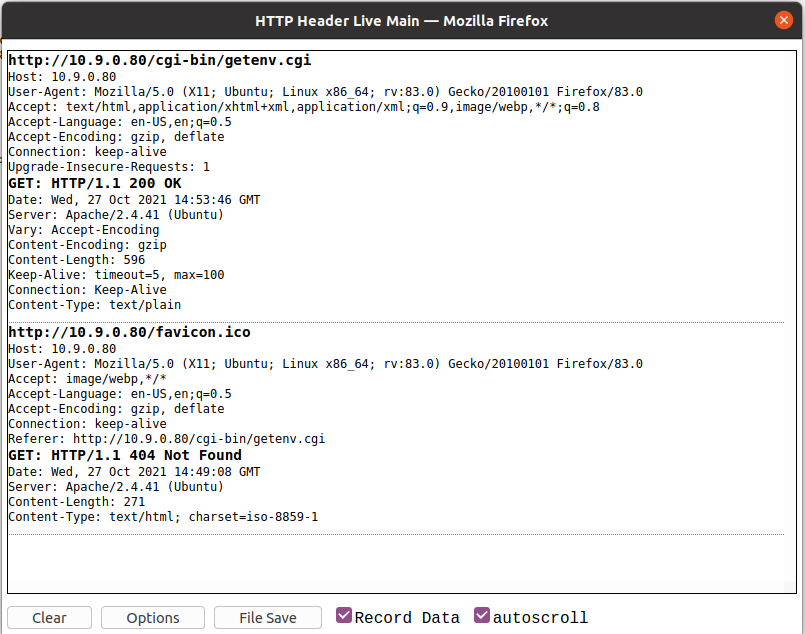 HTTP Header Live Main — Mozilla Firefox
http://10.9.0.80/cgi-bin/getenv.cgi
Host: 10.9.0.80
User-Agent: Mozilla/5.0 (X11; Ubuntu; Linux x86_64; rv:83.0) Gecko/20100101 Firefox/83.0
Accept: text/html,application/xhtml+xml,application/xml;q=0.9,image/webp,*/*;q=0.8
Accept-Language: en-US,en;q=0.5
Accept-Encoding: gzip, deflate
Connection: keep-alive
Upgrade-Insecure-Requests: 1
GET: HTTP/1.1 200 OK
Date: Wed, 27 Oct 2021 14:53:46 GMT
Server: Apache/2.4.41 (Ubuntu)
Vary: Accept-Encoding
Content-Encoding: gzip
Content-Length: 596
Keep-Alive: timeout=5, max=100
Connection: Keep-Alive
Content-Type: text/plain
http://10.9.0.80/favicon.ico
Host: 10.9.0.80
User-Agent: Mozilla/5.0 (X11; Ubuntu; Linux x86_64; rv:83.0) Gecko/20100101 Firefox/83.0
Accept: image/webp,*/*
Accept-Language: en-US,en;q=0.5
Accept-Encoding: gzip, deflate
Connection: keep-alive
Referer: http://10.9.0.80/cgi-bin/getenv.cgi
GET: HTTP/1.1 404 Not Found
Date: Wed, 27 Oct 2021 14:49:08 GMT
Server: Apache/2.4.41 (Ubuntu)
Content-Length: 271
Content-Type: text/html; charset=iso-8859-1
Clear Options File Save Record Data autoscroll